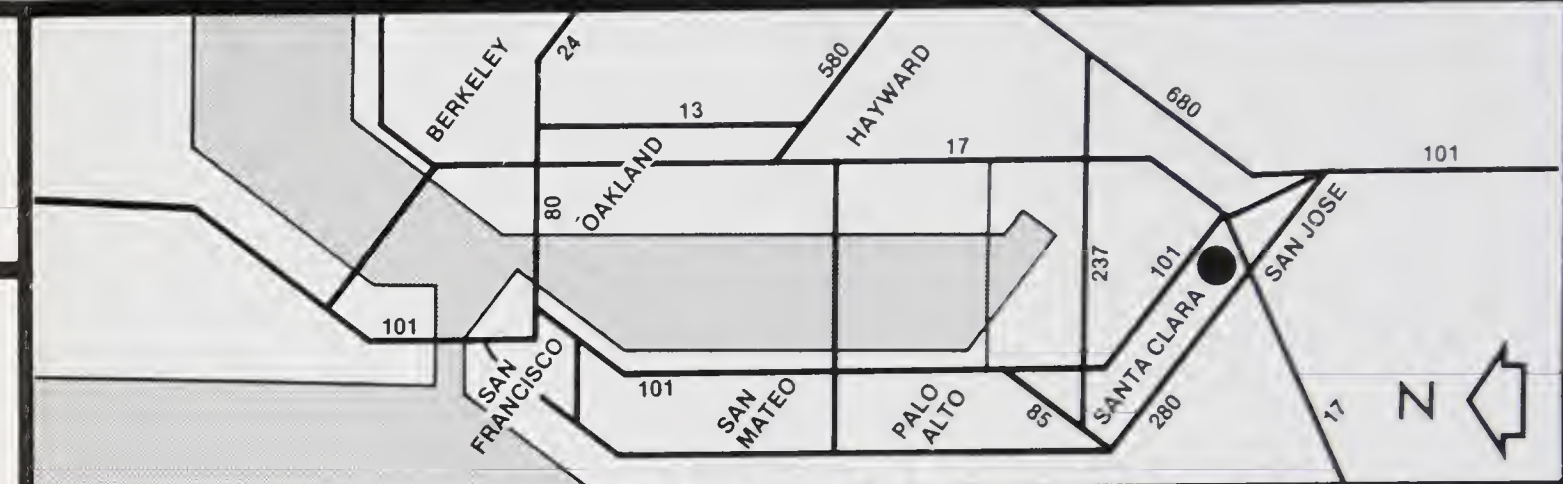 BERKELEY
24
580
HAYWARD
13
680
OAKLAND
17
101
80
237
101
SAN JOSE
101
SAN
FRANCISCO
101
SAN
MATEO
PALO
ALTO
85
SANTA CLARA
280
17
N